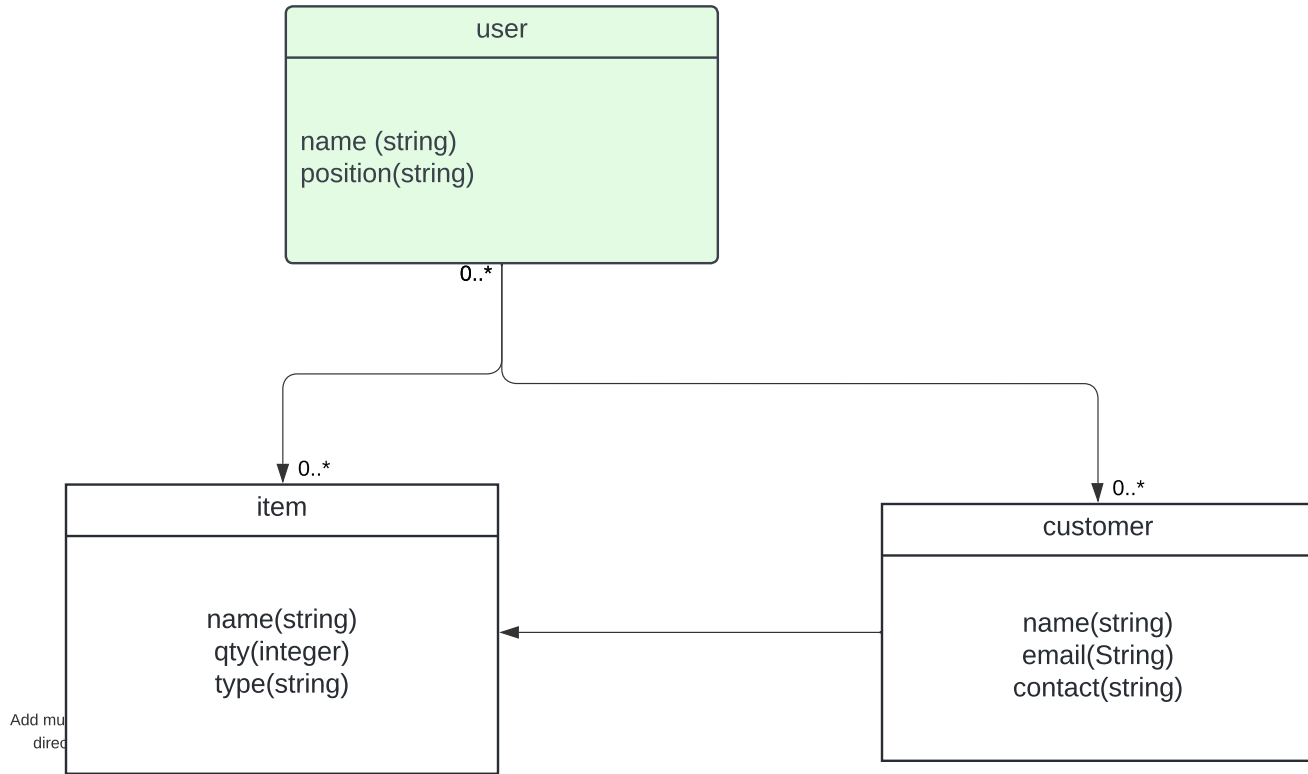 user
name (string)
position(string)
0..*
0..*
0..*
item
customer
name(string)
qty(integer)
type(string)
name(string)
email(String)
contact(string)
Add